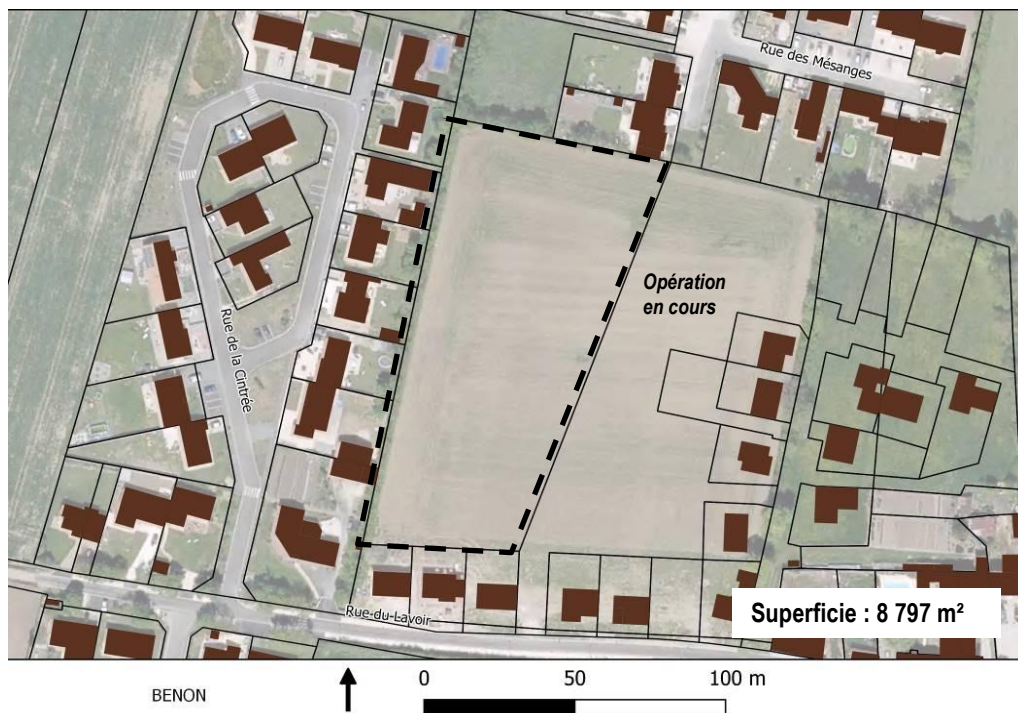 Rue des Mésanges
Opération
en cours
Rue de la Cintrée
Rue du Lavoir
Superficie : 8 797 m²
BENON
0 50 100 m